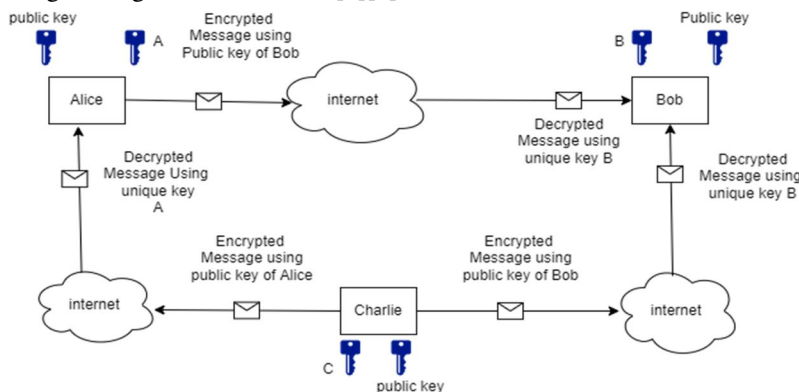 public key
A
Encrypted
Message using
Public key of Bob
B
Public key
Alice
internet
Bob
Decrypted
Message Using
unique key
A
Decrypted
Message using
unique key B
Decrypted
Message using
unique key B
Encrypted
Message using
public key of Alice
Encrypted
Message using
public key of Bob
internet
Charlie
internet
C
public key